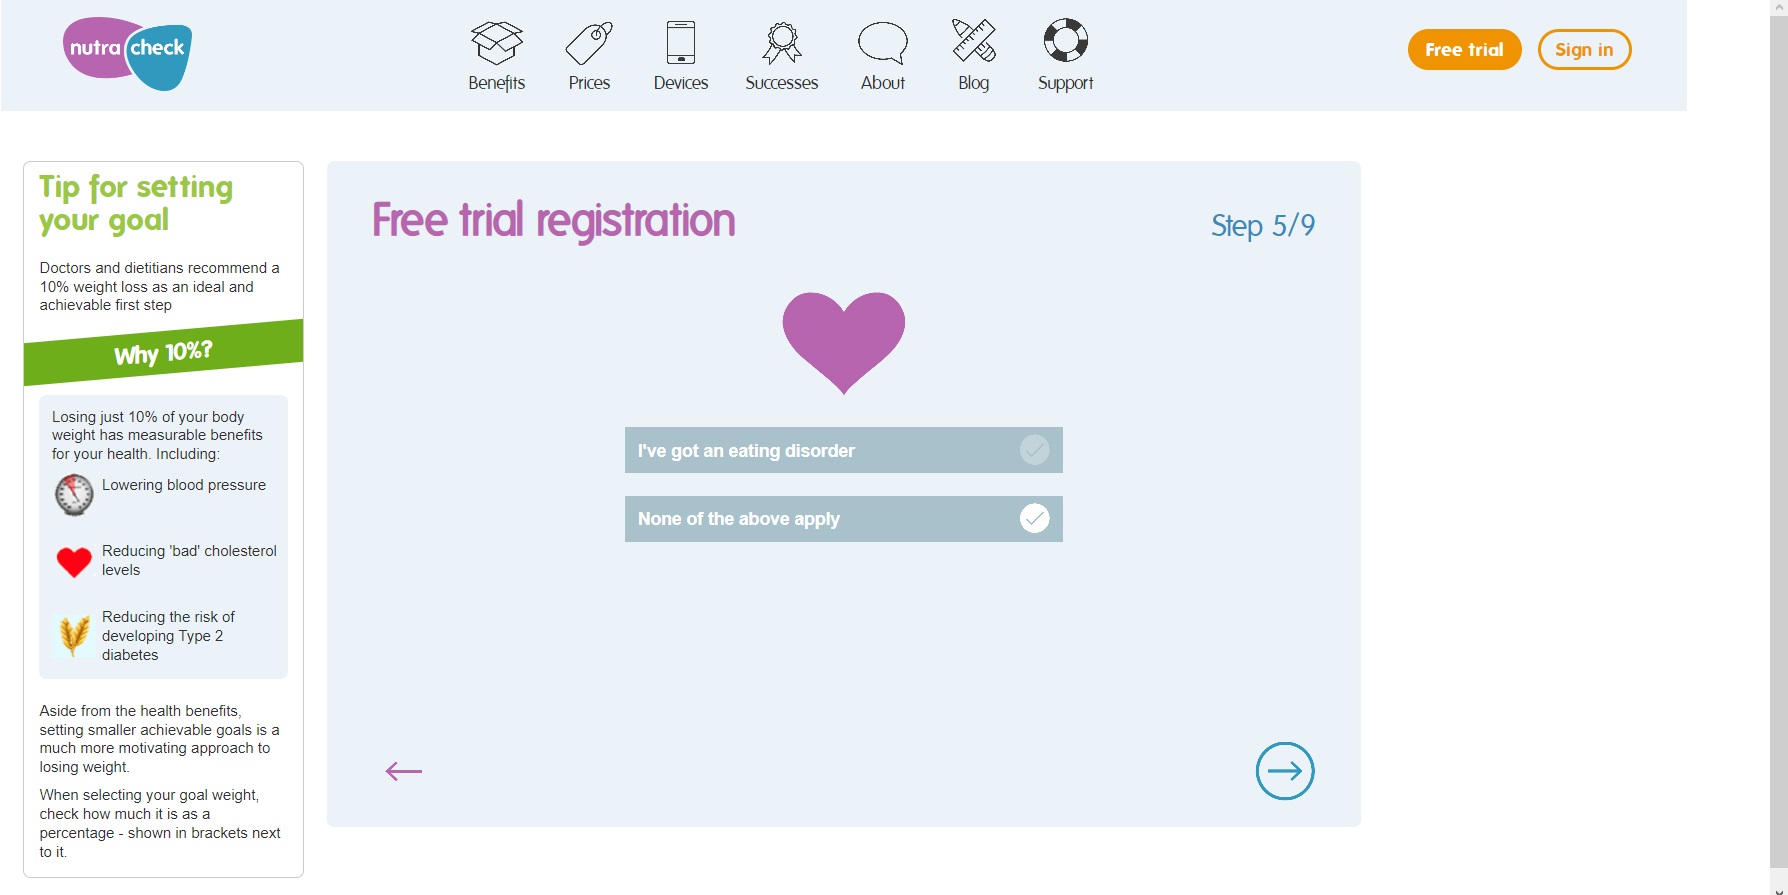 nutra check
Benefits
Prices
Devices
Successes
About
Blog
Support
Free trial
Sign in
Tip for setting
your goal
Doctors and dietitians recommend a
10% weight loss as an ideal and
achievable first step
Why 10%?
Losing just 10% of your body
weight has measurable benefits
for your health. Including:
Lowering blood pressure
Reducing 'bad' cholesterol
levels
Reducing the risk of
developing Type 2
diabetes
Aside from the health benefits,
setting smaller achievable goals is a
much more motivating approach to
losing weight.
When selecting your goal weight,
check how much it is as a
percentage - shown in brackets next
to it.
Free trial registration
Step 5/9
I've got an eating disorder
None of the above apply